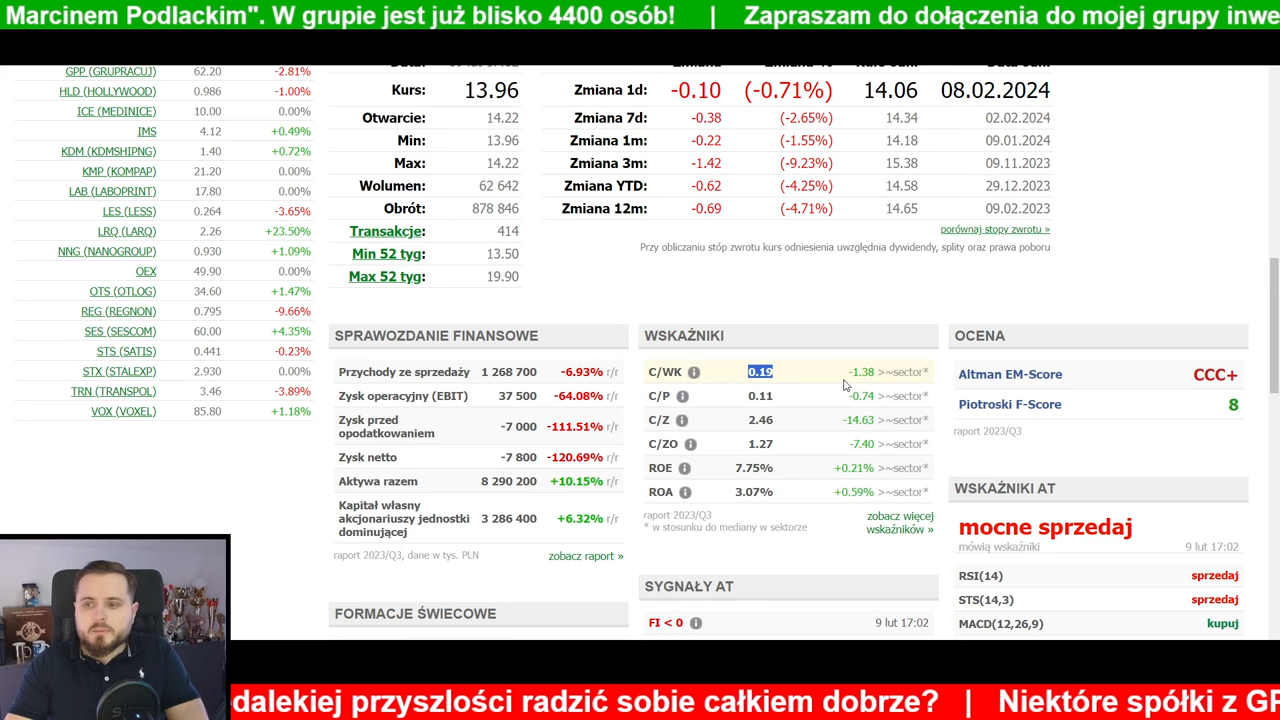 Marcinem Podlackim". W grupie jest już blisko 4400 osób! | Zapraszam do dołączenia do mojej grupy inwe
GPP (GRUPRACUJ) 62.20 -2.81%
HLD (HOLLYWOOD) 0.986 -1.00%
ICE (MEDINICE) 10.00 0.00%
IMS 4.12 +0.49%
KDM (KDMSHIPNG) 1.40 +0.72%
KMP (KOMPAP) 21.20 0.00%
LAB (LABOPRINT) 17.80 0.00%
LES (LESS) 0.264 -3.65%
LRQ (LARQ) 2.26 +23.50%
NNG (NANOGROUP) 0.930 +1.09%
OEX 49.90 0.00%
OTS (OTLOG) 34.60 +1.47%
REG (REGNON) 0.795 -9.66%
SES (SESCOM) 60.00 +4.35%
STS (SATIS) 0.441 -0.23%
STX (STALEXP) 2.930 0.00%
TRN (TRANSPOL) 3.46 -3.89%
VOX (VOXEL) 85.80 +1.18%
Kurs: 13.96
Otwarcie: 14.22
Min: 13.96
Max: 14.22
Wolumen: 62 642
Obrót: 878 846
Transakcje: 414
Min 52 tyg: 13.50
Max 52 tyg: 19.90
Zmiana 1d: -0.10 (-0.71%) 14.06 08.02.2024
Zmiana 7d: -0.38 (-2.65%) 14.34 02.02.2024
Zmiana 1m: -0.22 (-1.55%) 14.18 09.01.2024
Zmiana 3m: -1.42 (-9.23%) 15.38 09.11.2023
Zmiana YTD: -0.62 (-4.25%) 14.58 29.12.2023
Zmiana 12m: -0.69 (-4.71%) 14.65 09.02.2023
porównaj stopy zwrotu »
Przy obliczaniu stóp zwrotu kurs odniesienia uwzględnia dywidendy, splity oraz prawa poboru
SPRAWOZDANIE FINANSOWE
Przychody ze sprzedaży 1 268 700 -6.93% r/r
Zysk operacyjny (EBIT) 37 500 -64.08% r/r
Zysk przed
opodatkowaniem -7 000 -111.51% r/r
Zysk netto -7 800 -120.69% r/r
Aktywa razem 8 290 200 +10.15% r/r
Kapitał własny
akcjonariuszy jednostki 3 286 400 +6.32% r/r
dominującej
raport 2023/Q3, dane w tys. PLN zobacz raport »
FORMACJE ŚWIECOWE
WSKAŹNIKI
C/WK 0.19 -1.38 >~sector*
C/P 0.11 -0.74 >~sector*
C/Z 2.46 -14.63 >~sector*
C/ZO 1.27 -7.40 >~sector*
ROE 7.75% +0.21% >~sector*
ROA 3.07% +0.59% >~sector*
raport 2023/Q3 zobacz więcej
* w stosunku do mediany w sektorze wskaźników »
SYGNAŁY AT
FI < 0 9 lut 17:02
OCENA
Altman EM-Score CCC+
Piotroski F-Score 8
raport 2023/Q3
WSKAŹNIKI AT
mocne sprzedaj
mówią wskaźniki 9 lut 17:02
RSI(14) sprzedaj
STS(14,3) sprzedaj
MACD(12,26,9) kupuj
dalekiej przyszlości radzić sobie całkiem dobrze? | Niektóre spółki z GP